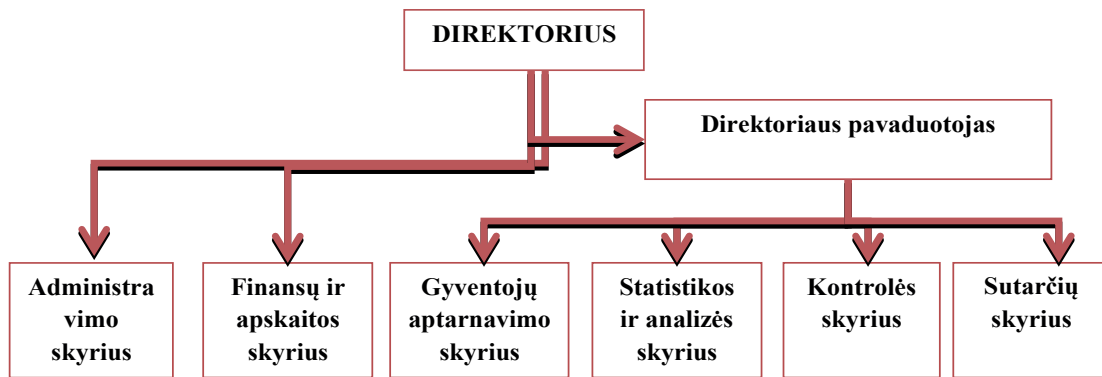 DIREKTORIUS
Direktoriaus pavaduotojas
Administra
vimo
skyrius
Finansų ir
apskaitos
skyrius
Gyventojų
aptarnavimo
skyrius
Statistikos
ir analizės
skyrius
Kontrolės
skyrius
Sutarčių
skyrius